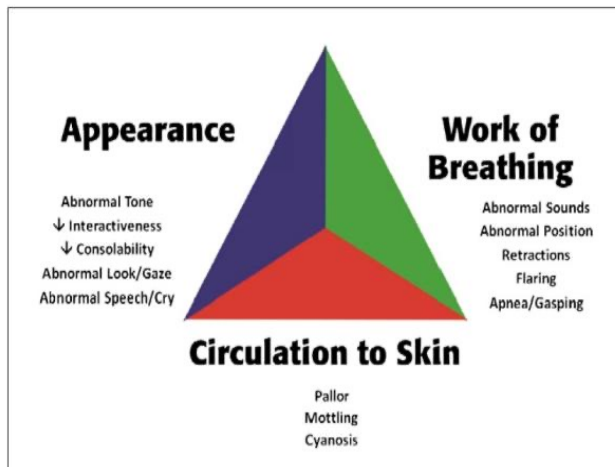 Appearance
Abnormal Tone
↓ Interactiveness
↓ Consolability
Abnormal Look/Gaze
Abnormal Speech/Cry
Work of
Breathing
Abnormal Sounds
Abnormal Position
Retractions
Flaring
Apnea/Gasping
Circulation to Skin
Pallor
Mottling
Cyanosis